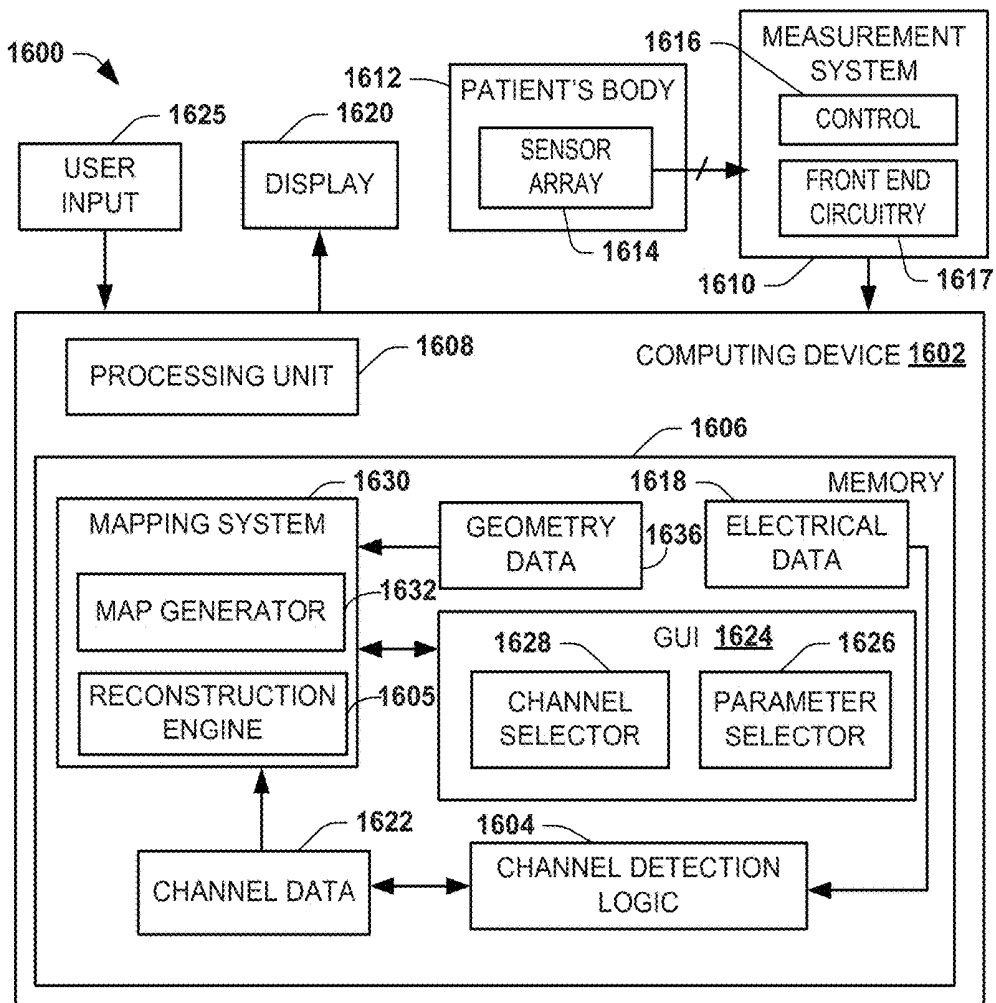 1600
1625
USER
INPUT
1620
DISPLAY
1612
PATIENT'S BODY
SENSOR
ARRAY
1614
1616
MEASUREMENT
SYSTEM
CONTROL
FRONT END
CIRCUITRY
1610
1617
PROCESSING UNIT
1608
COMPUTING DEVICE 1602
1606
MEMORY
1630
MAPPING SYSTEM
MAP GENERATOR
1632
RECONSTRUCTION
ENGINE
1605
GEOMETRY
DATA
1636
1618
ELECTRICAL
DATA
GUI 1624
1628
CHANNEL
SELECTOR
1626
PARAMETER
SELECTOR
1622
CHANNEL DATA
1604
CHANNEL DETECTION
LOGIC